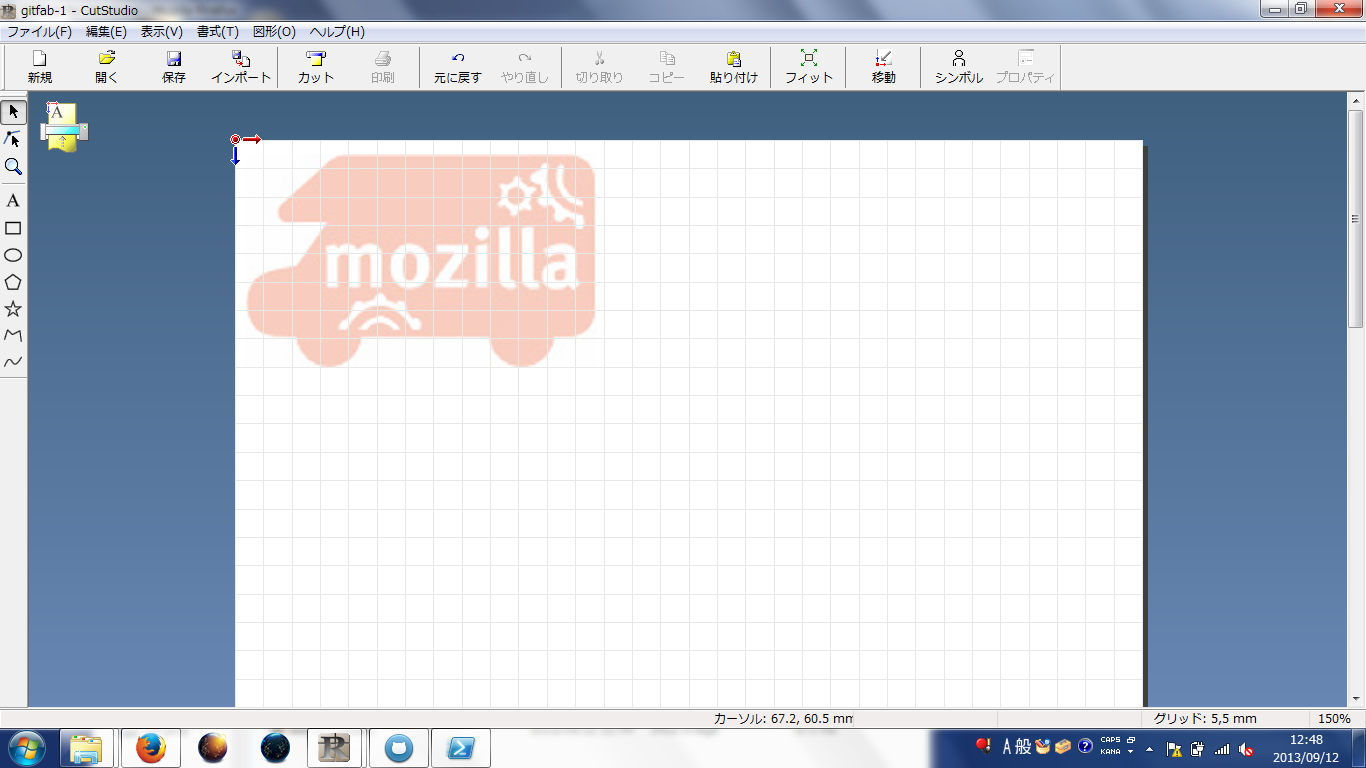 gitfab-1 - CutStudio
ファイル(F) 編集(E) 表示(V) 書式(T) 図形(O) ヘルプ(H)
新規 開く 保存 インポート カット 印刷 元に戻す やり直し 切り取り コピー 貼り付け フィット 移動 シンボル プロパティ
A
A
mozilla
カーソル: 67.2, 60.5 mm グリッド: 5,5 mm 150%
A 般 CAPS KANA 12:48
2013/09/12